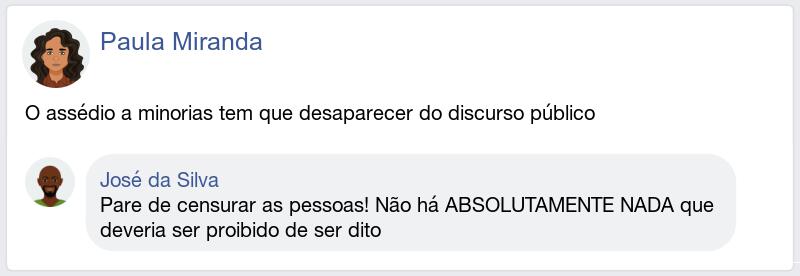 Paula Miranda
O assédio a minorias tem que desaparecer do discurso público
José da Silva
Pare de censurar as pessoas! Não há ABSOLUTAMENTE NADA que
deveria ser proibido de ser dito